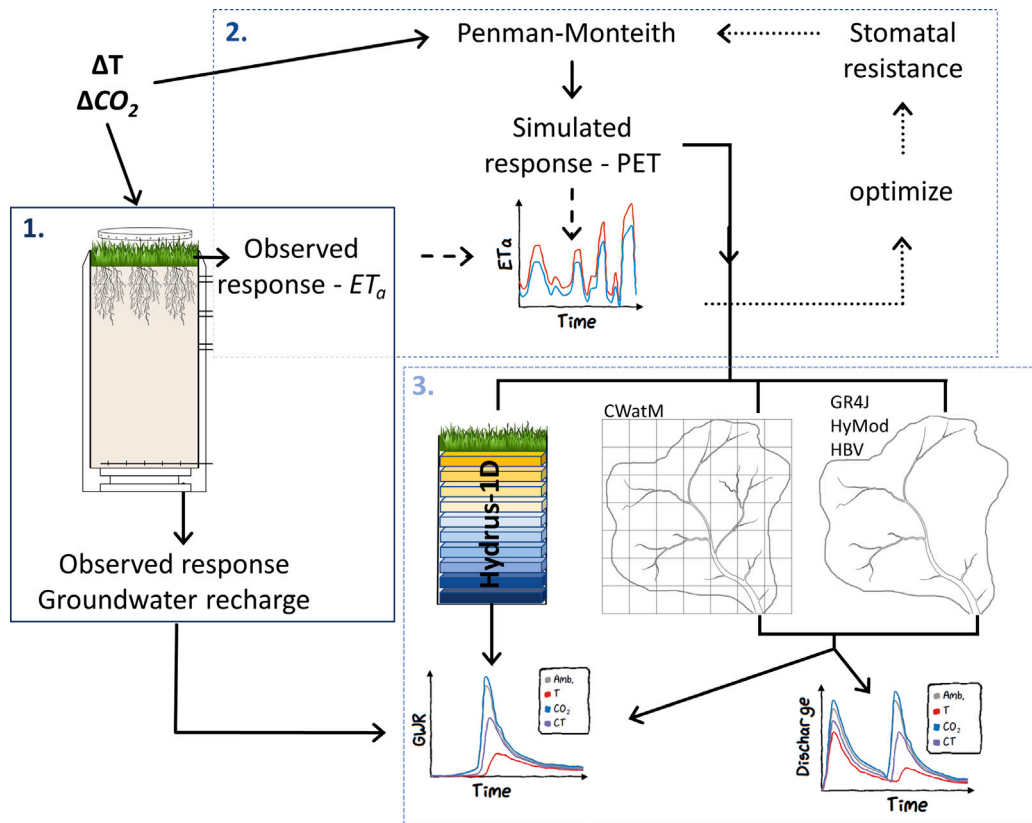 2.
Penman-Monteith
Stomatal
resistance
ΔT
ΔCO₂
Simulated
response - PET
optimize
1.
Observed
response - ETₐ
ETa
Time
3.
CWatM
GR4J
HyMod
HBV
Hydrus-1D
Observed response
Groundwater recharge
GWR
Amb.
T
CO₂
CT
Time
Discharge
Amb.
T
CO₂
CT
Time